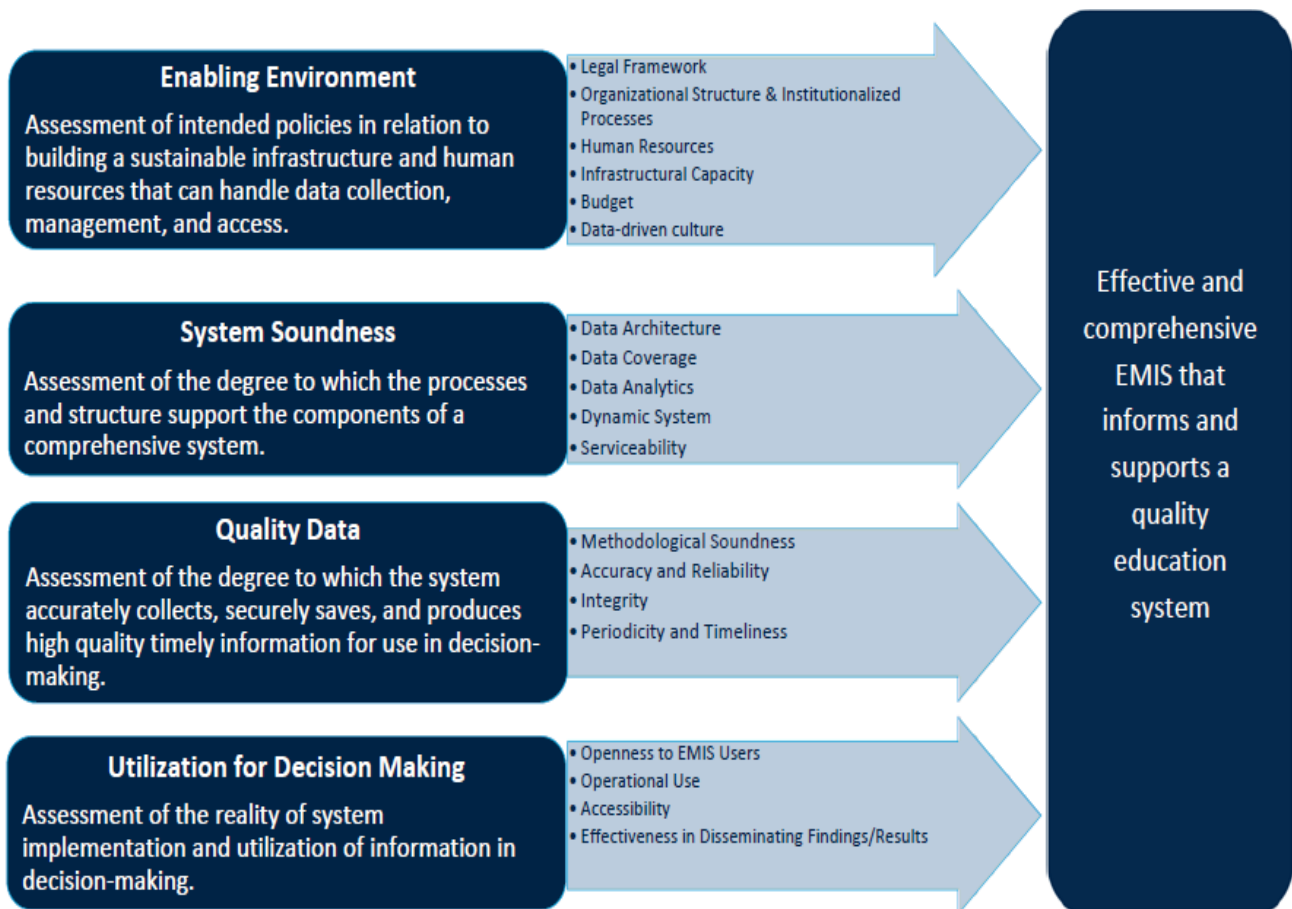 Enabling Environment
Assessment of intended policies in relation to
building a sustainable infrastructure and human
resources that can handle data collection,
management, and access.
• Legal Framework
• Organizational Structure & Institutionalized
Processes
• Human Resources
• Infrastructural Capacity
• Budget
• Data-driven culture
System Soundness
Assessment of the degree to which the processes
and structure support the components of a
comprehensive system.
• Data Architecture
• Data Coverage
• Data Analytics
• Dynamic System
• Serviceability
Quality Data
Assessment of the degree to which the system
accurately collects, securely saves, and produces
high quality timely information for use in decision-
making.
• Methodological Soundness
• Accuracy and Reliability
• Integrity
• Periodicity and Timeliness
Utilization for Decision Making
Assessment of the reality of system
implementation and utilization of information in
decision-making.
• Openness to EMIS Users
• Operational Use
• Accessibility
• Effectiveness in Disseminating Findings/Results
Effective and
comprehensive
EMIS that
informs and
supports a
quality
education
system